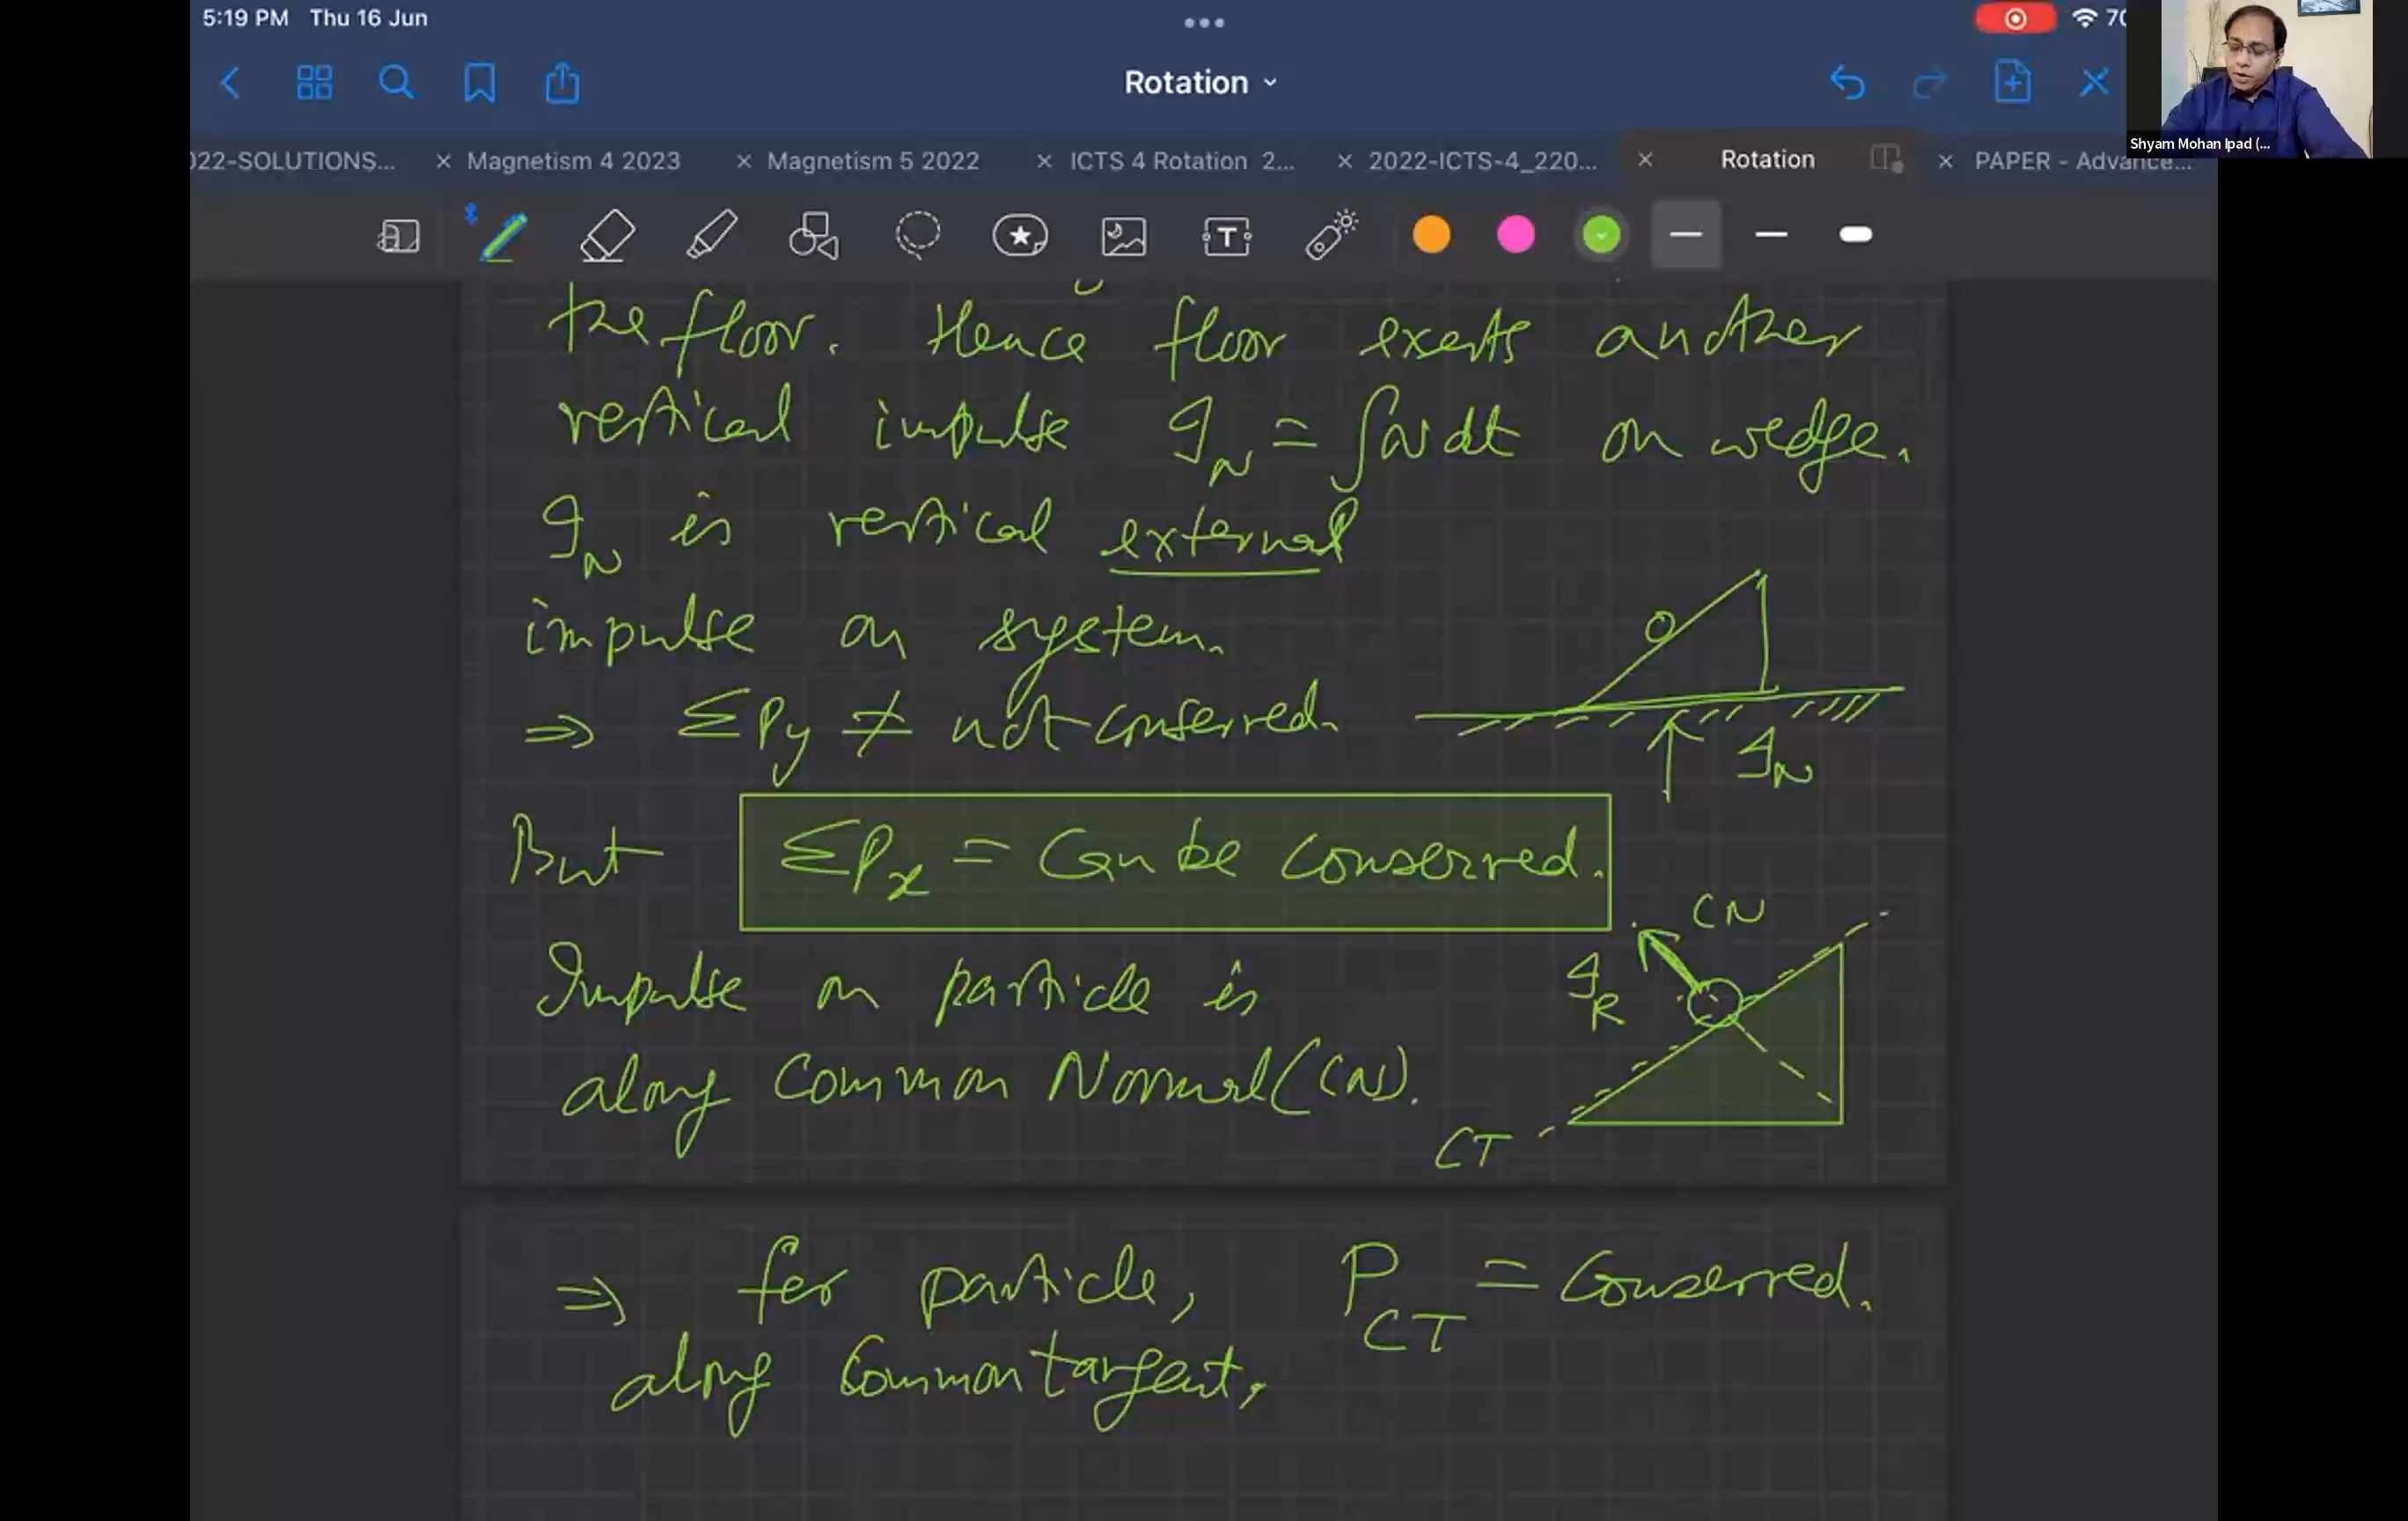 5:19 PM Thu 16 Jun
70
Rotation
Shyam Mohan Ipad (...
022-SOLUTIONS... × Magnetism 4 2023 × Magnetism 5 2022 × ICTS 4 Rotation 2... × 2022-ICTS-4_220... × Rotation × PAPER - Advance...
the floor. Hence floor exerts another
vertical impulse J_N = ∫N dt on wedge.
J_N is vertical external
impulse on system.
⇒ ΣPy ≠ not conserved.
J_N
But ΣPx = Can be conserved.
CN
J_R
Impulse on particle is
along Common Normal (CN).
CT
⇒ for particle, P_CT = Conserved.
along Common tangent,